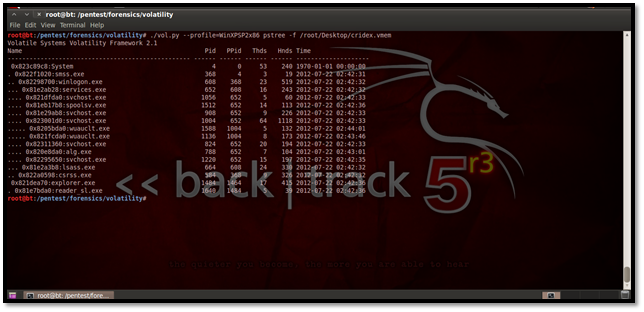 root@bt: /pentest/forensics/volatility
File Edit View Terminal Help
root@bt:/pentest/forensics/volatility# ./vol.py --profile=WinXPSP2x86 pstree -f /root/Desktop/cridex.vmem
Volatile Systems Volatility Framework 2.1
Name Pid PPid Thds Hnds Time
0x823c89c8:System 4 0 53 240 1970-01-01 00:00:00
. 0x822f1020:smss.exe 368 4 3 19 2012-07-22 02:42:31
.. 0x82298700:winlogon.exe 608 368 23 519 2012-07-22 02:42:32
... 0x81e2ab28:services.exe 652 608 16 243 2012-07-22 02:42:32
.... 0x821dfda0:svchost.exe 1056 652 5 60 2012-07-22 02:42:33
.... 0x81eb17b8:spoolsv.exe 1512 652 14 113 2012-07-22 02:42:36
.... 0x81e29ab8:svchost.exe 908 652 9 226 2012-07-22 02:42:33
.... 0x823001d0:svchost.exe 1004 652 64 1118 2012-07-22 02:42:33
..... 0x8205bda0:wuauclt.exe 1588 1004 5 132 2012-07-22 02:44:01
..... 0x821fcda0:wuauclt.exe 1136 1004 8 173 2012-07-22 02:43:46
.... 0x82311360:svchost.exe 824 652 20 194 2012-07-22 02:42:33
.... 0x820e8da0:alg.exe 788 652 7 104 2012-07-22 02:43:01
.... 0x82295650:svchost.exe 1220 652 15 197 2012-07-22 02:42:35
... 0x81e2a3b8:lsass.exe 664 608 24 330 2012-07-22 02:42:32
.. 0x822a0598:csrss.exe 584 368 9 326 2012-07-22 02:42:32
0x821dea70:explorer.exe 1484 1464 17 415 2012-07-22 02:42:36
. 0x81e7bda0:reader_sl.exe 1640 1484 5 39 2012-07-22 02:42:36
root@bt:/pentest/forensics/volatility#
<< back|track 5 r3
the quieter you become, the more you are able to hear
root@bt: /pentest/fore...